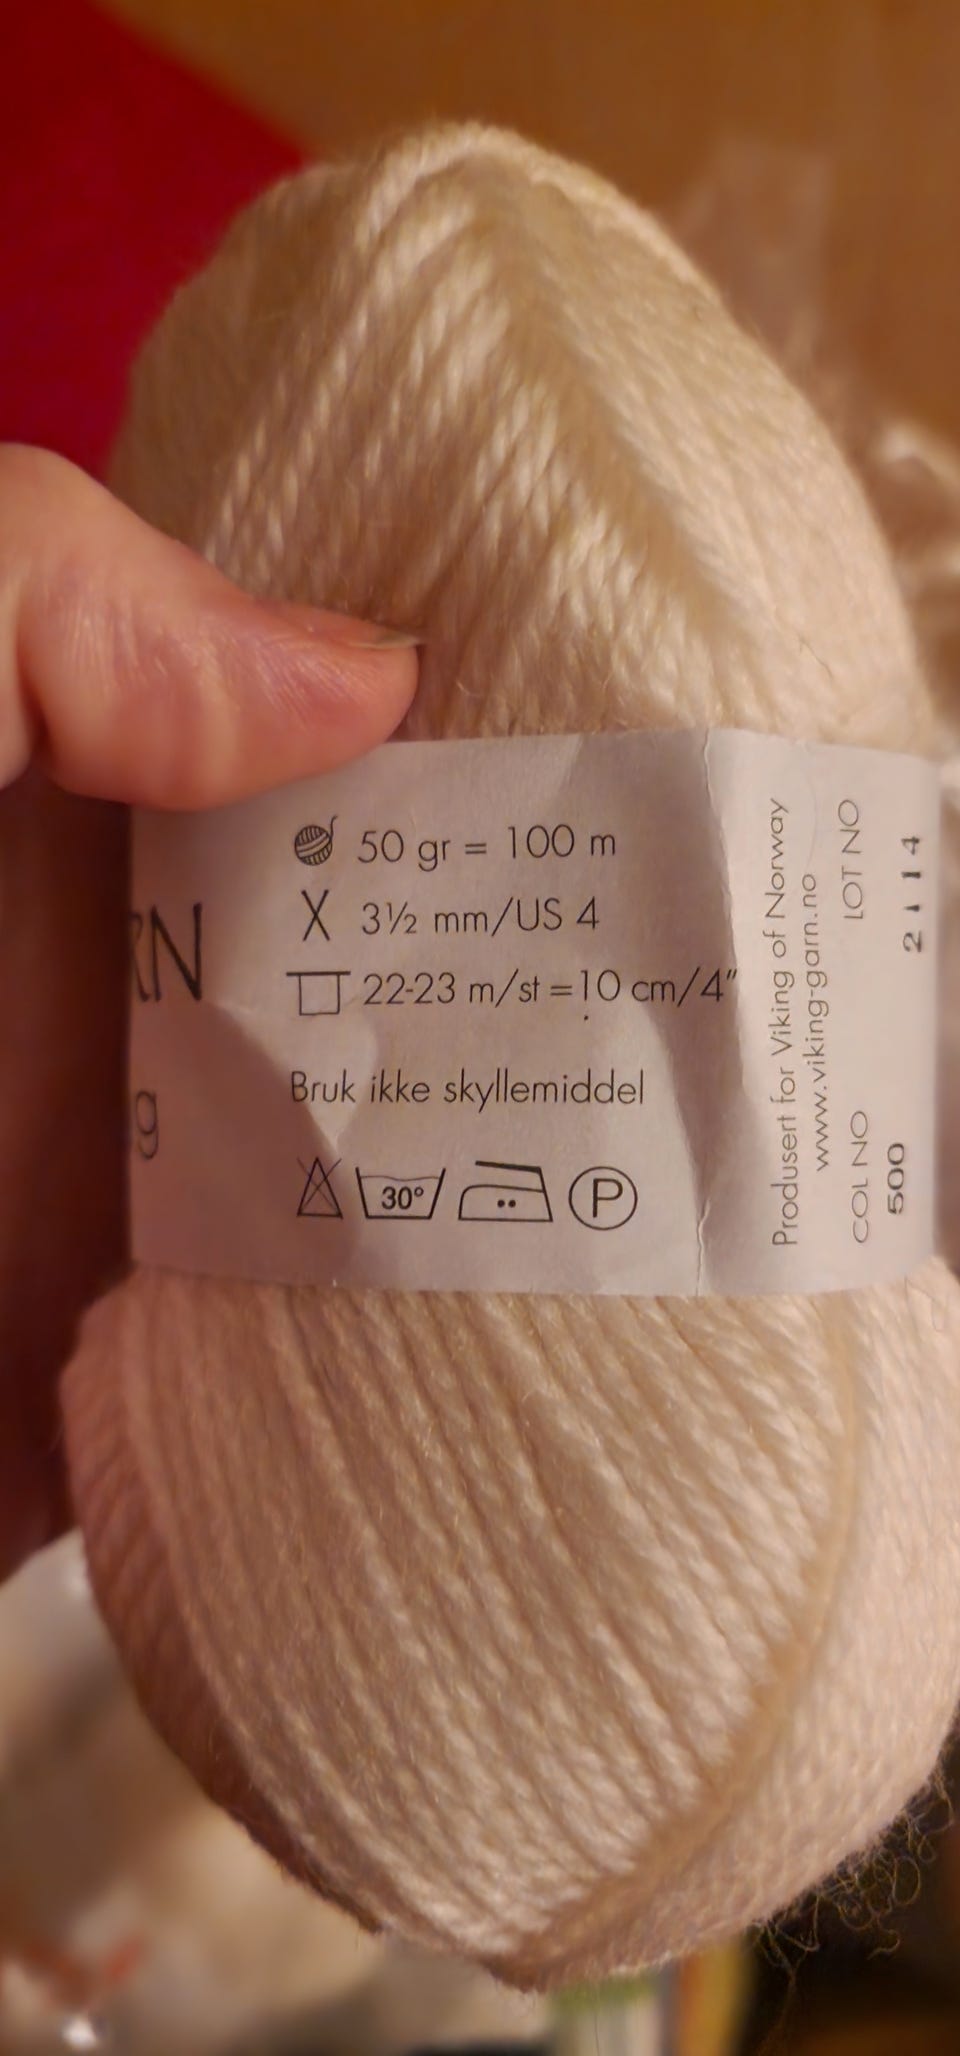 50 gr = 100 m
3½ mm/US 4
22-23 m/st =10 cm/4"
Bruk ikke skyllemiddel
30°
P
Produsert for Viking of Norway
www.viking-garn.no
COL NO LOT NO
500 2114